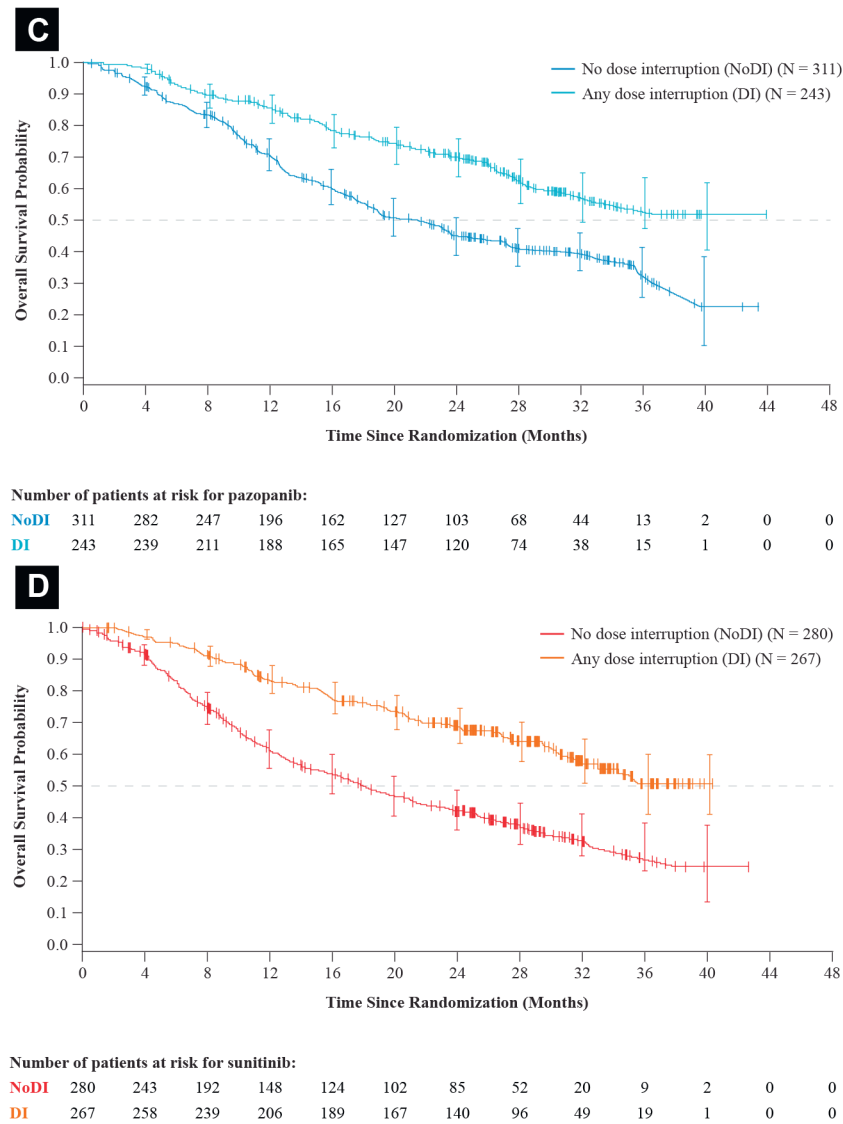 C
No dose interruption (NoDI) (N = 311)
Any dose interruption (DI) (N = 243)
Overall Survival Probability
1.0
0.9
0.8
0.7
0.6
0.5
0.4
0.3
0.2
0.1
0.0
0 4 8 12 16 20 24 28 32 36 40 44 48
Time Since Randomization (Months)
Number of patients at risk for pazopanib:
NoDI 311 282 247 196 162 127 103 68 44 13 2 0 0
DI 243 239 211 188 165 147 120 74 38 15 1 0 0
D
No dose interruption (NoDI) (N = 280)
Any dose interruption (DI) (N = 267)
Overall Survival Probability
1.0
0.9
0.8
0.7
0.6
0.5
0.4
0.3
0.2
0.1
0.0
0 4 8 12 16 20 24 28 32 36 40 44 48
Time Since Randomization (Months)
Number of patients at risk for sunitinib:
NoDI 280 243 192 148 124 102 85 52 20 9 2 0 0
DI 267 258 239 206 189 167 140 96 49 19 1 0 0